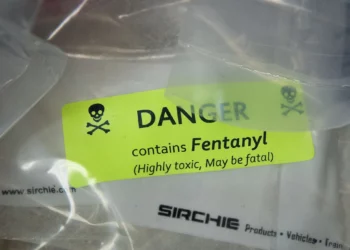 DANGER
contains Fentanyl
(Highly toxic, May be fatal)
www.sirchie.com
SIRCHIE Products • Vehicles •